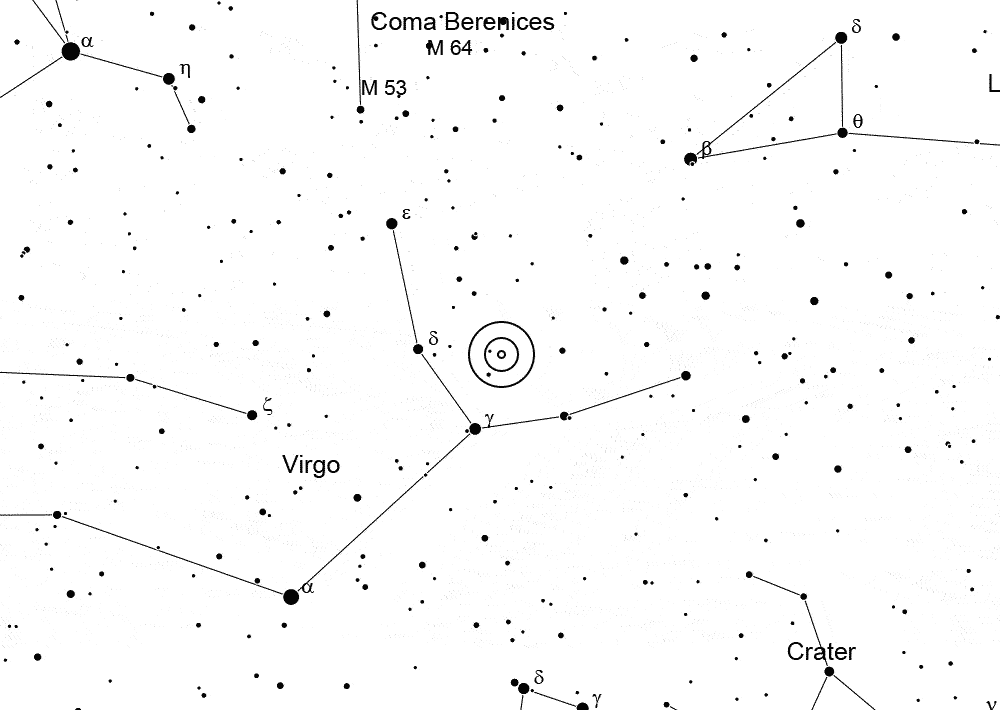 Coma Berenices
δ
α
M 64
η
L
M 53
θ
β
ε
δ
ζ
γ
Virgo
α
Crater
δ
γ
ν